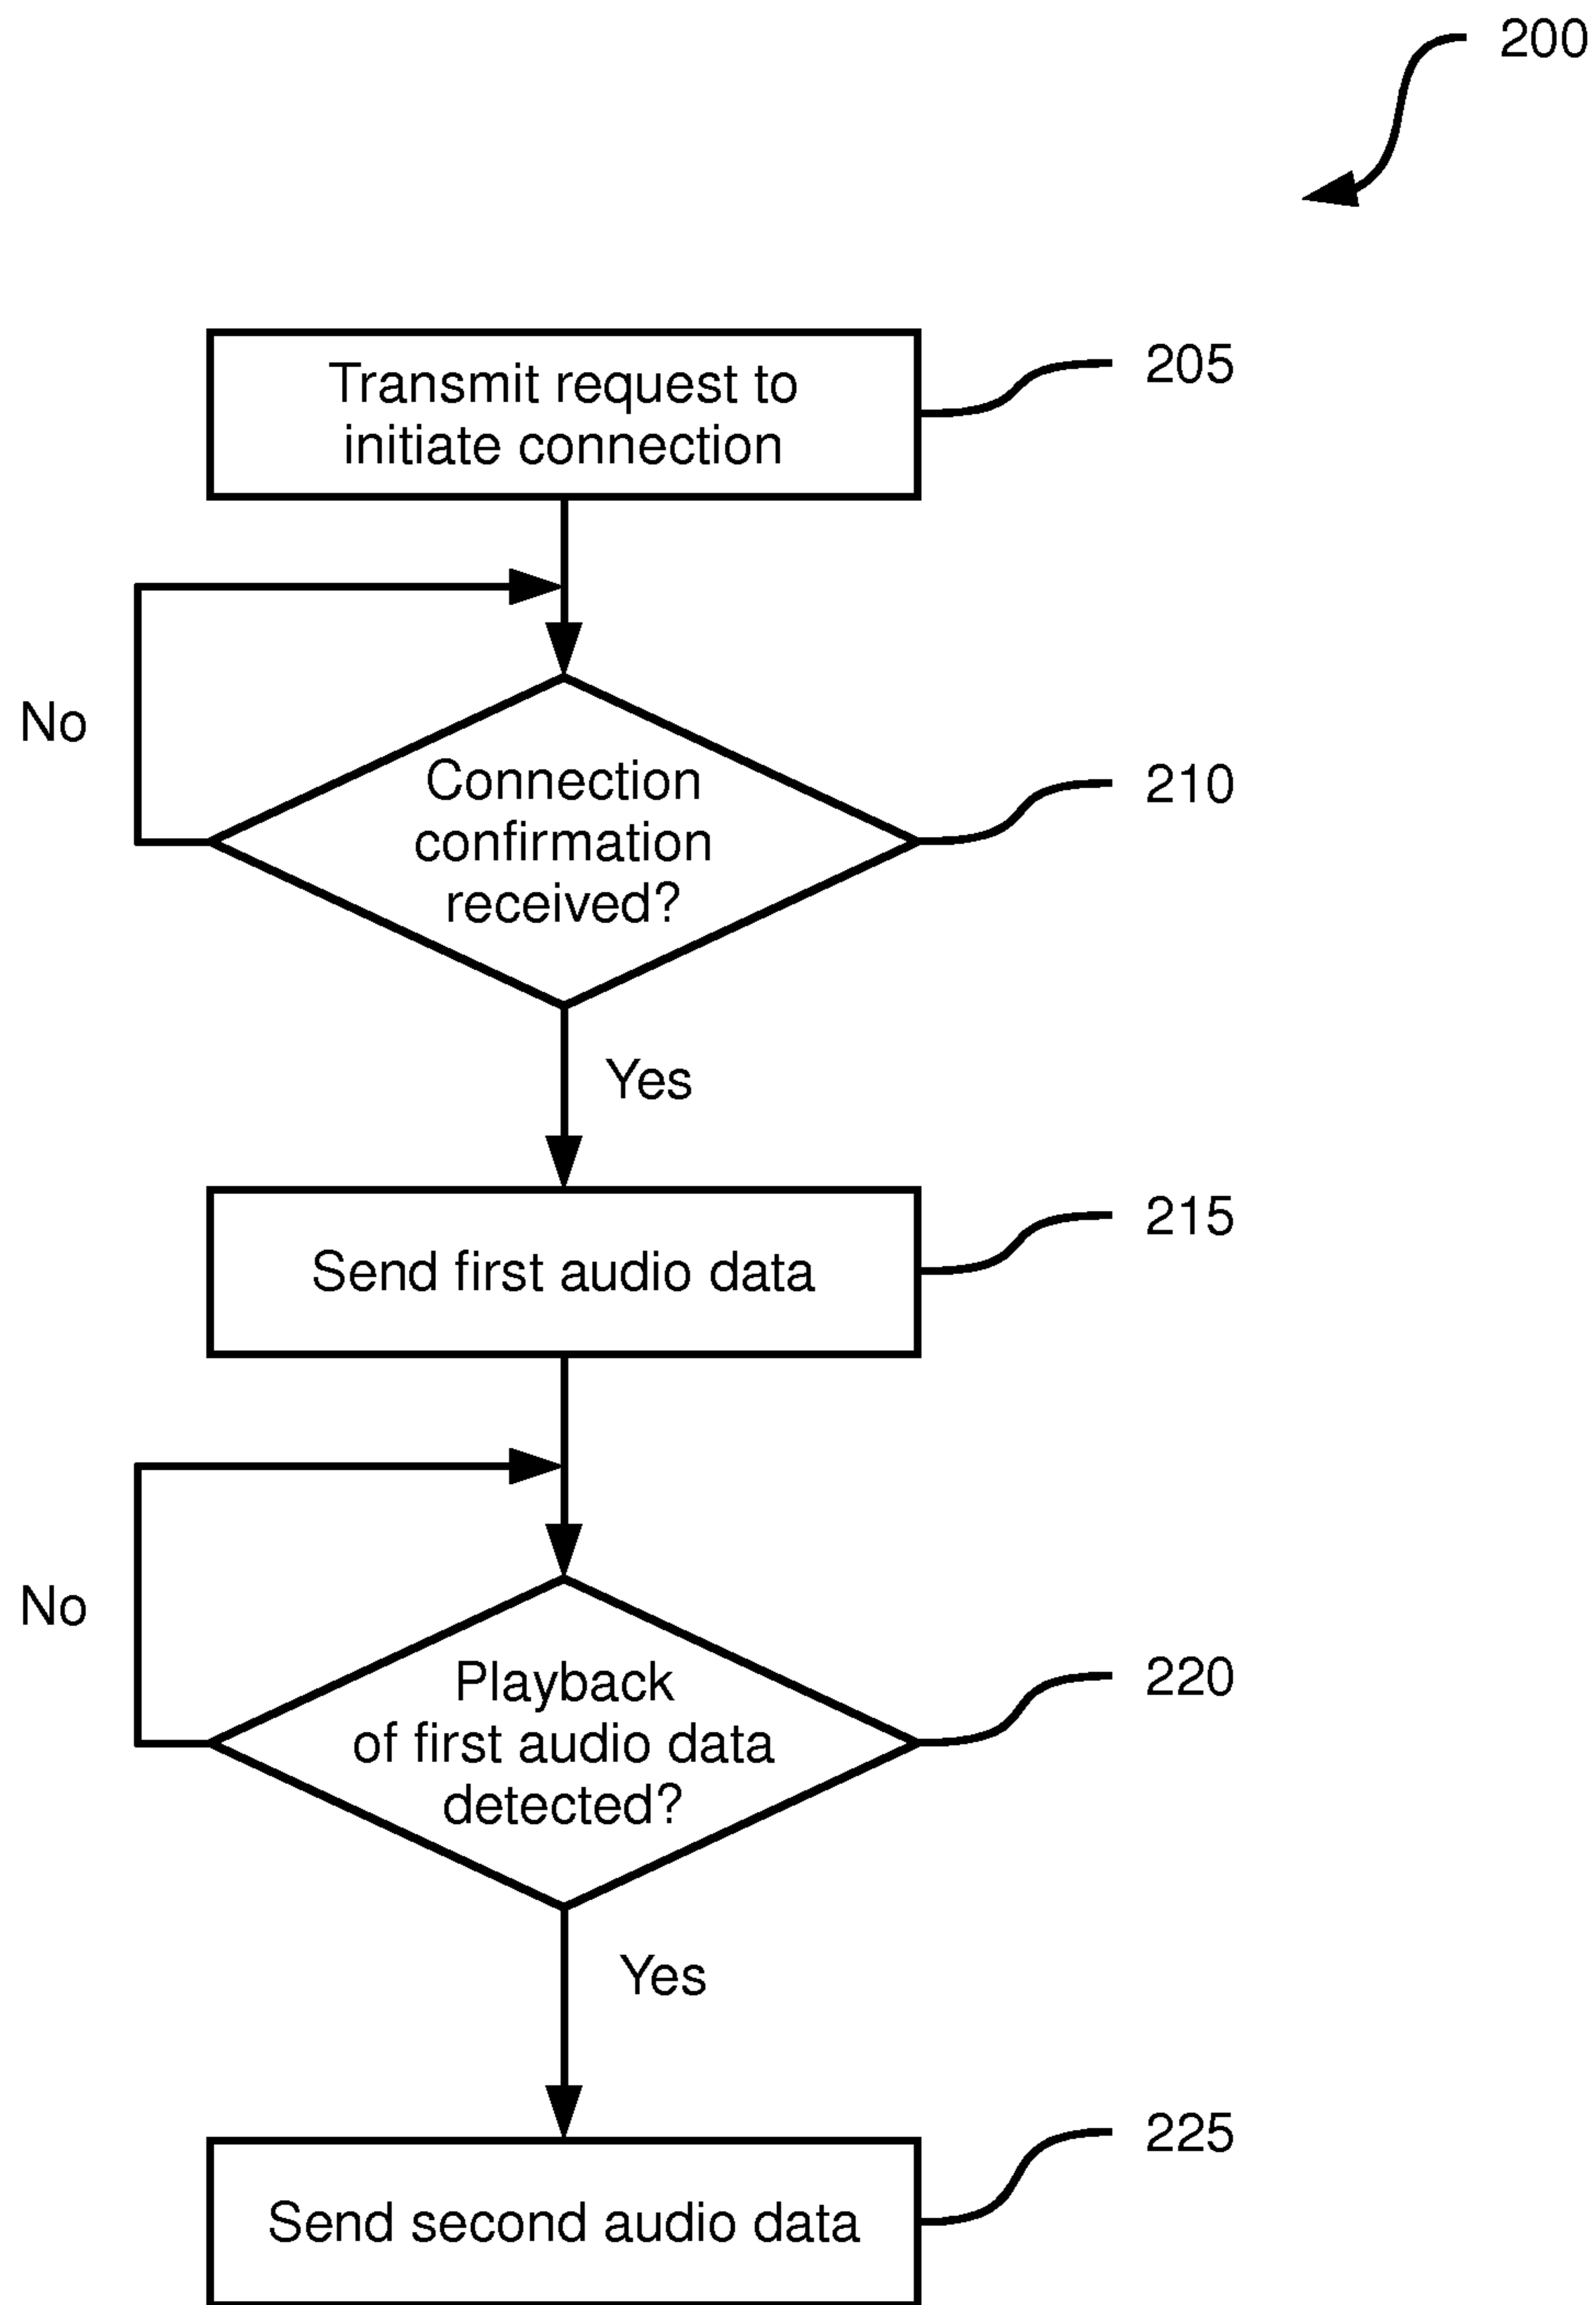 200
Transmit request to
initiate connection
205
No
Connection
confirmation
received?
210
Yes
Send first audio data
215
No
Playback
of first audio data
detected?
220
Yes
Send second audio data
225